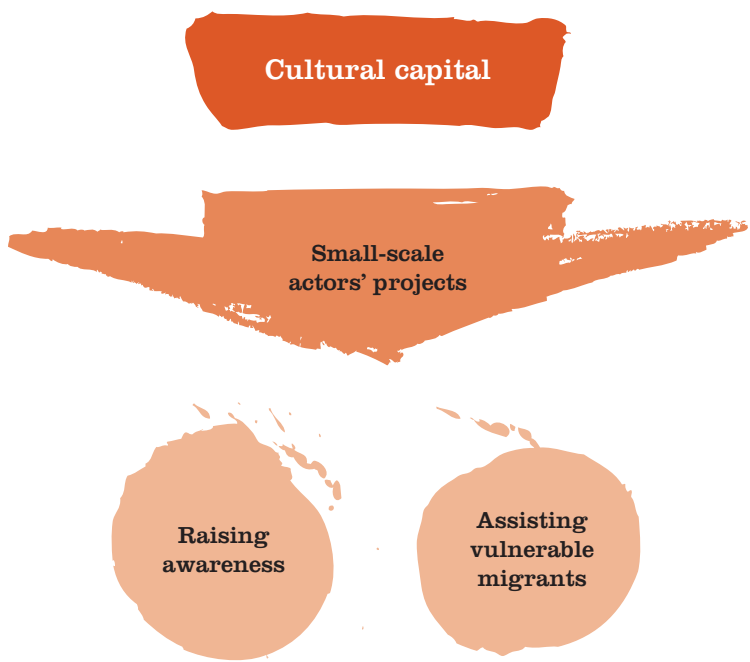 Cultural capital
Small-scale
actors’ projects
Raising
awareness
Assisting
vulnerable
migrants